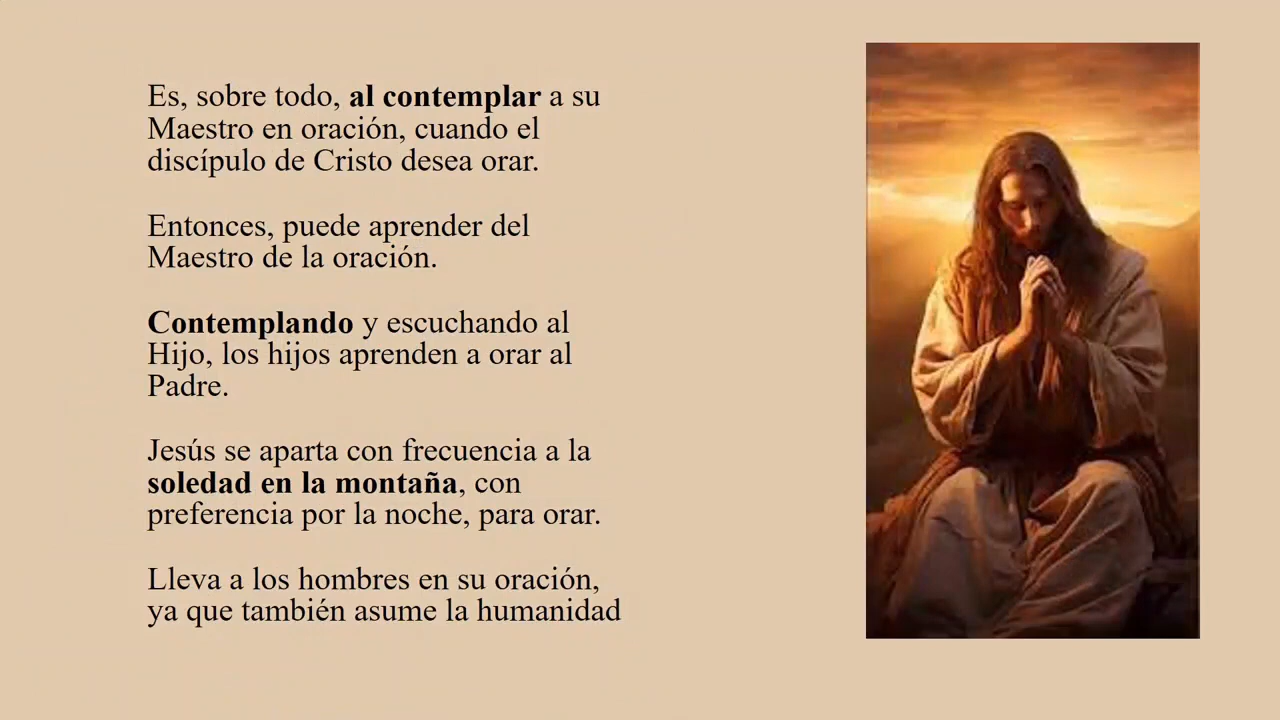 Es, sobre todo, al contemplar a su
Maestro en oración, cuando el
discípulo de Cristo desea orar.
Entonces, puede aprender del
Maestro de la oración.
Contemplando y escuchando al
Hijo, los hijos aprenden a orar al
Padre.
Jesús se aparta con frecuencia a la
soledad en la montaña, con
preferencia por la noche, para orar.
Lleva a los hombres en su oración,
ya que también asume la humanidad